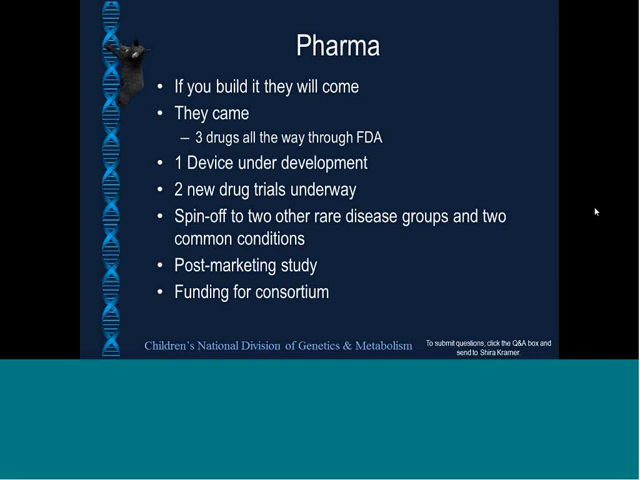 Pharma
• If you build it they will come
• They came
– 3 drugs all the way through FDA
• 1 Device under development
• 2 new drug trials underway
• Spin-off to two other rare disease groups and two
common conditions
• Post-marketing study
• Funding for consortium
Children's National Division of Genetics & Metabolism
To submit questions, click the Q&A box and
send to Shira Kramer.